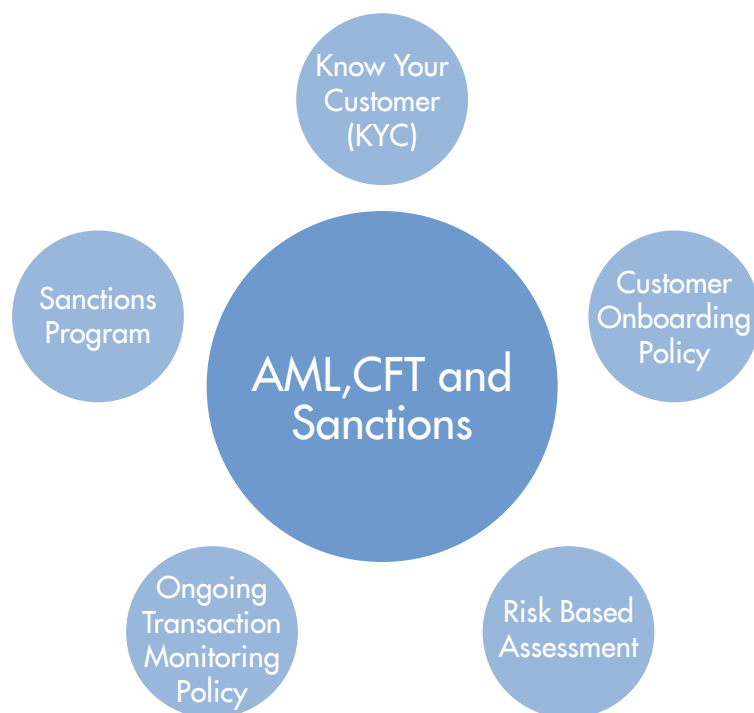 Know Your
Customer
(KYC)
Sanctions
Program
Customer
Onboarding
Policy
AML,CFT and
Sanctions
Ongoing
Transaction
Monitoring
Policy
Risk Based
Assessment